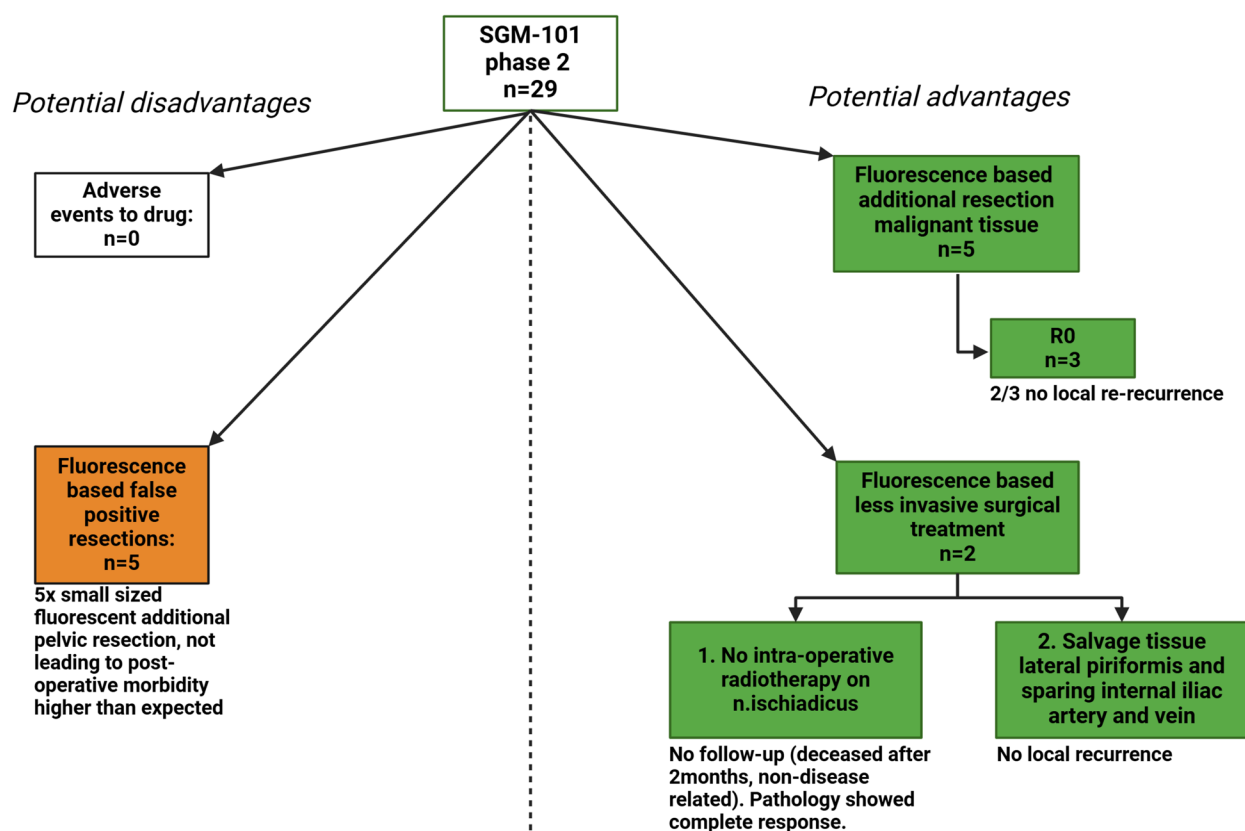 SGM-101
phase 2
n=29
Potential disadvantages
Potential advantages
Adverse
events to drug:
n=0
Fluorescence based
additional resection
malignant tissue
n=5
R0
n=3
2/3 no local re-recurrence
Fluorescence
based false
positive
resections:
n=5
5x small sized
fluorescent additional
pelvic resection, not
leading to post-
operative morbidity
higher than expected
Fluorescence based
less invasive surgical
treatment
n=2
1. No intra-operative
radiotherapy on
n.ischiadicus
No follow-up (deceased after
2months, non-disease
related). Pathology showed
complete response.
2. Salvage tissue
lateral piriformis and
sparing internal iliac
artery and vein
No local recurrence